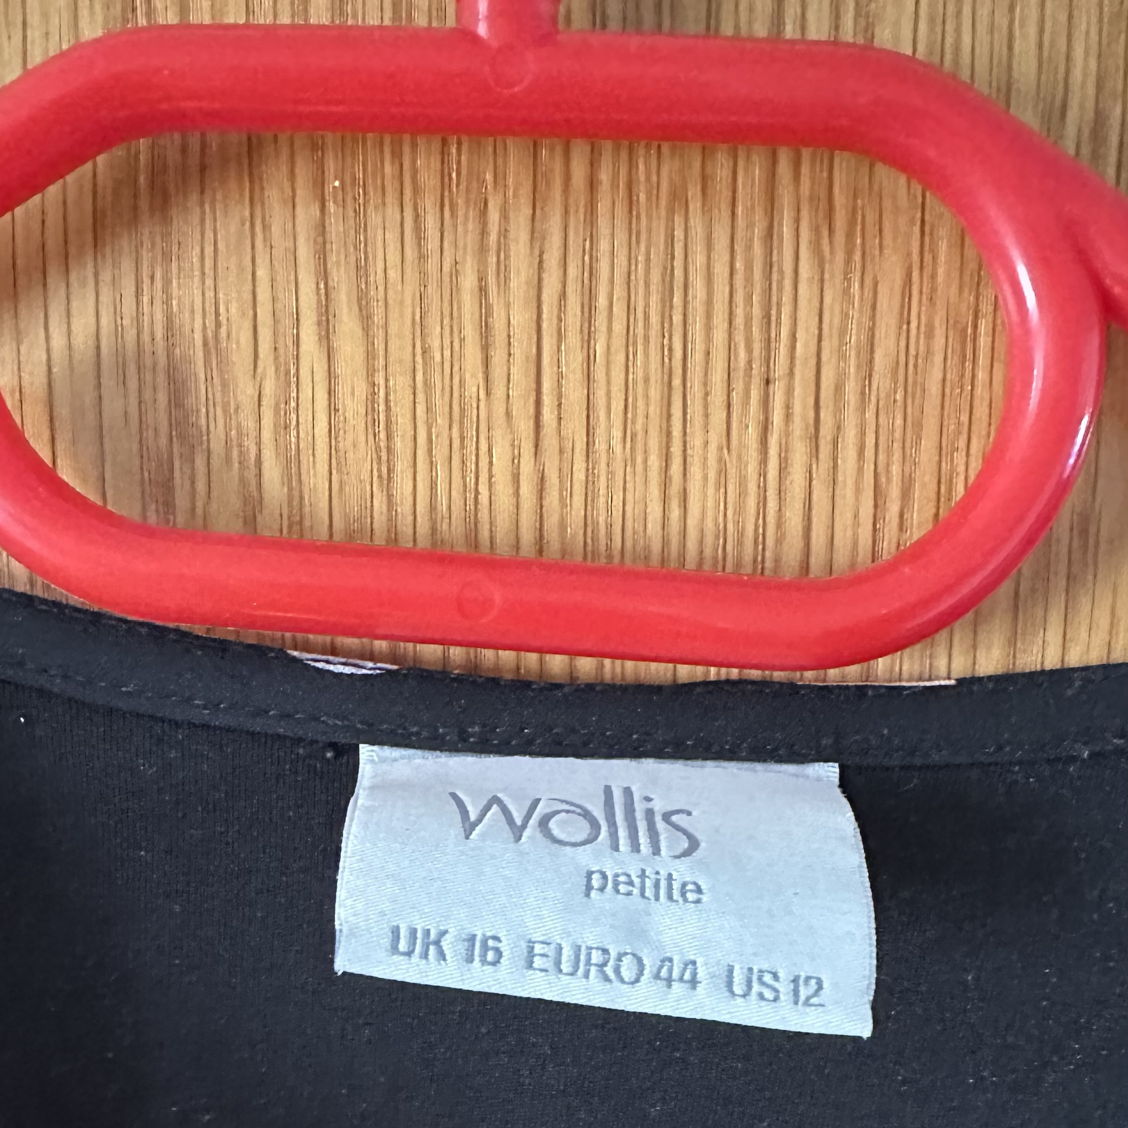 wallis
petite
UK 16 EURO 44 US 12